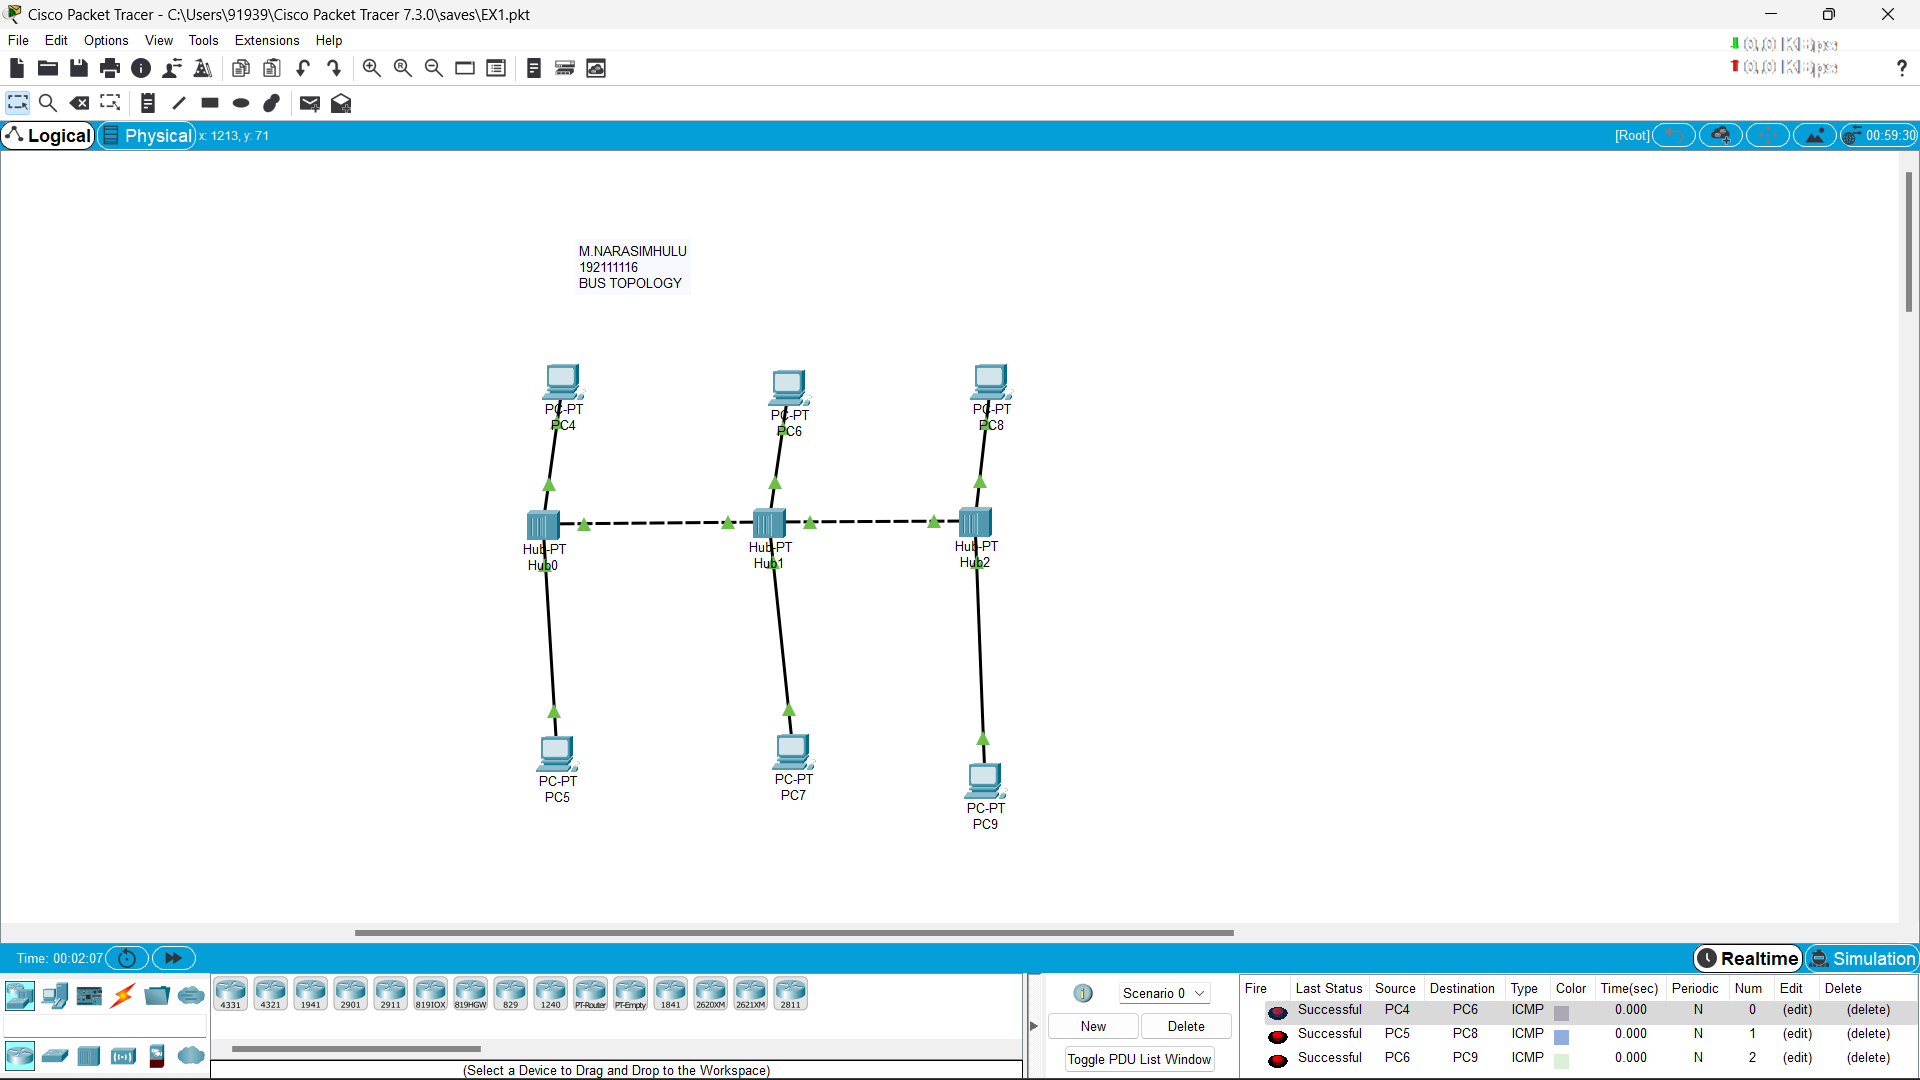 Cisco Packet Tracer - C:\Users\91939\Cisco Packet Tracer 7.3.0\saves\EX1.pkt
File Edit Options View Tools Extensions Help
0.0 KBps
0.0 KBps
?
Logical Physical x: 1213, y: 71 [Root] 00:59:30
M.NARASIMHULU
192111116
BUS TOPOLOGY
PC-PT PC-PT PC-PT
PC4 PC6 PC8
Hub-PT Hub-PT Hub-PT
Hub0 Hub1 Hub2
PC-PT PC-PT PC-PT
PC5 PC7 PC9
Time: 00:02:07 Realtime Simulation
4331 4321 1941 2901 2911 819IOX 819HGW 829 1240 PT-Router PT-Empty 1841 2620XM 2621XM 2811
(Select a Device to Drag and Drop to the Workspace)
Scenario 0
New Delete
Toggle PDU List Window
Fire Last Status Source Destination Type Color Time(sec) Periodic Num Edit Delete
Successful PC4 PC6 ICMP 0.000 N 0 (edit) (delete)
Successful PC5 PC8 ICMP 0.000 N 1 (edit) (delete)
Successful PC6 PC9 ICMP 0.000 N 2 (edit) (delete)